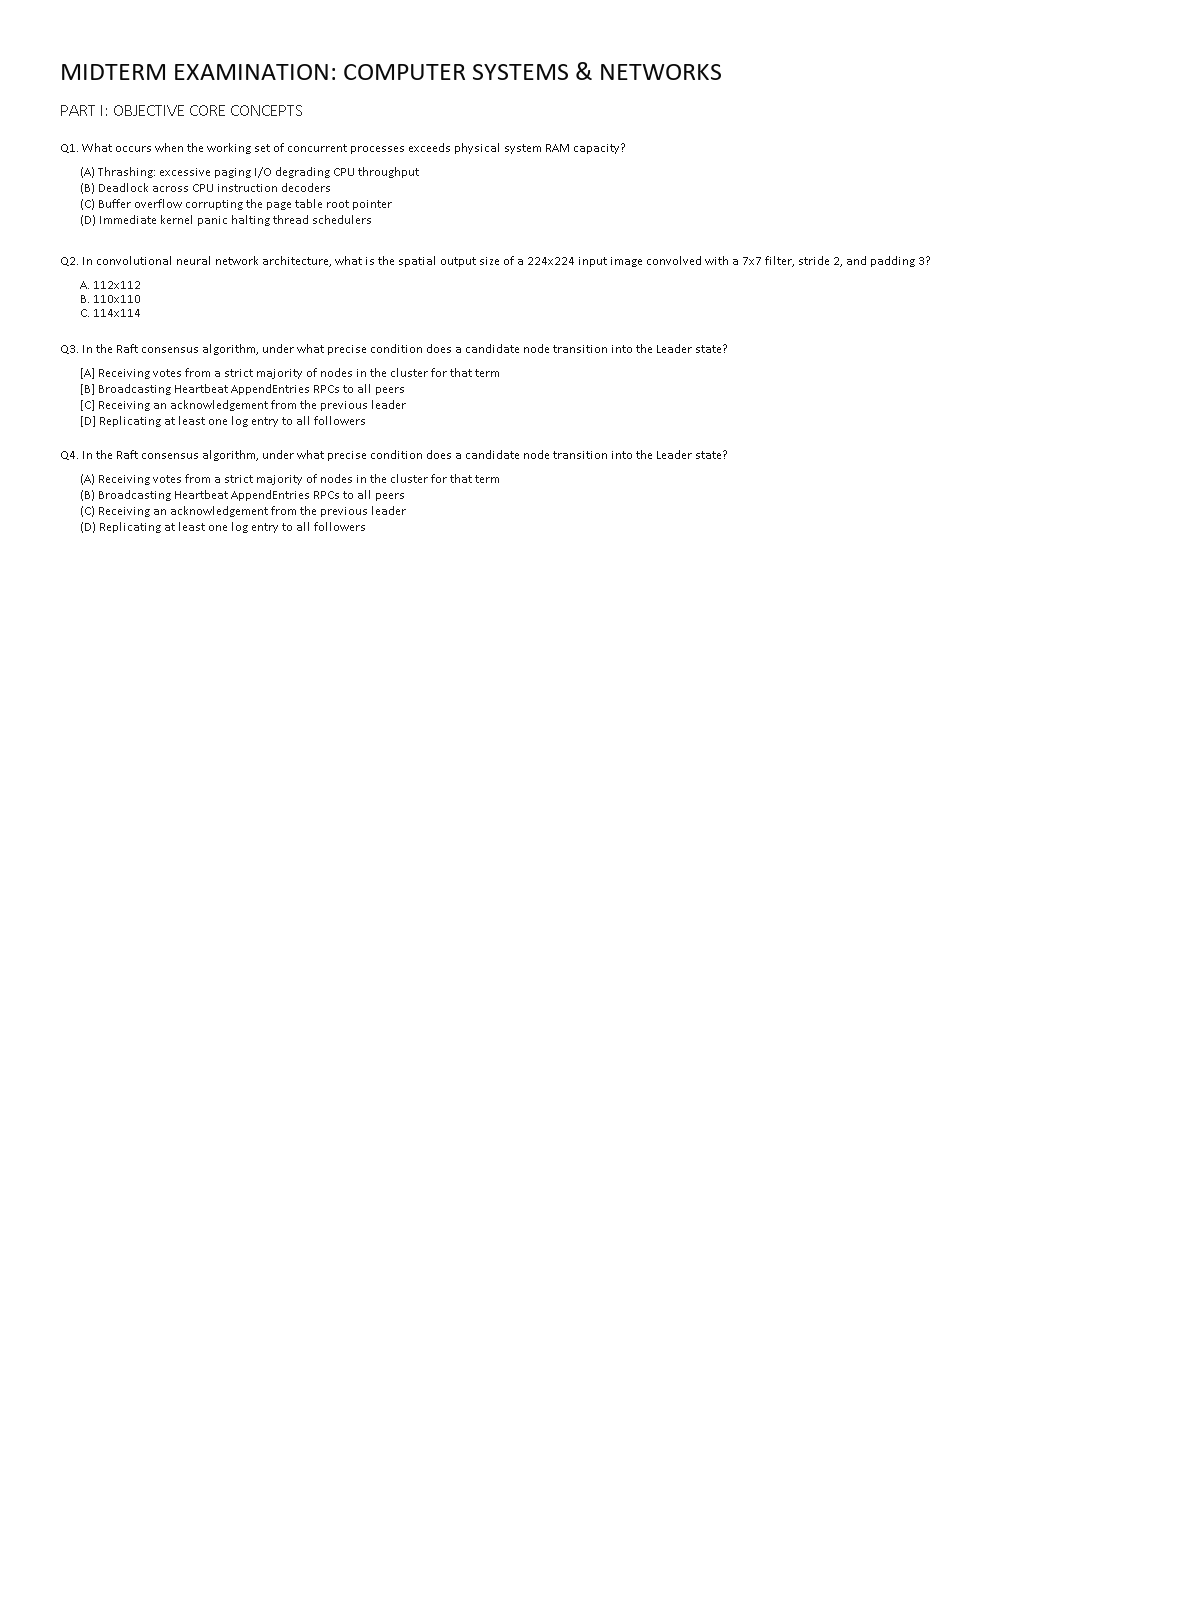 MIDTERM EXAMINATION: COMPUTER SYSTEMS & NETWORKS
PART I: OBJECTIVE CORE CONCEPTS
Q1. What occurs when the working set of concurrent processes exceeds physical system RAM capacity?
(A) Thrashing: excessive paging I/O degrading CPU throughput
(B) Deadlock across CPU instruction decoders
(C) Buffer overflow corrupting the page table root pointer
(D) Immediate kernel panic halting thread schedulers
Q2. In convolutional neural network architecture, what is the spatial output size of a 224x224 input image convolved with a 7x7 filter, stride 2, and padding 3?
A. 112x112
B. 110x110
C. 114x114
Q3. In the Raft consensus algorithm, under what precise condition does a candidate node transition into the Leader state?
[A] Receiving votes from a strict majority of nodes in the cluster for that term
[B] Broadcasting Heartbeat AppendEntries RPCs to all peers
[C] Receiving an acknowledgement from the previous leader
[D] Replicating at least one log entry to all followers
Q4. In the Raft consensus algorithm, under what precise condition does a candidate node transition into the Leader state?
(A) Receiving votes from a strict majority of nodes in the cluster for that term
(B) Broadcasting Heartbeat AppendEntries RPCs to all peers
(C) Receiving an acknowledgement from the previous leader
(D) Replicating at least one log entry to all followers